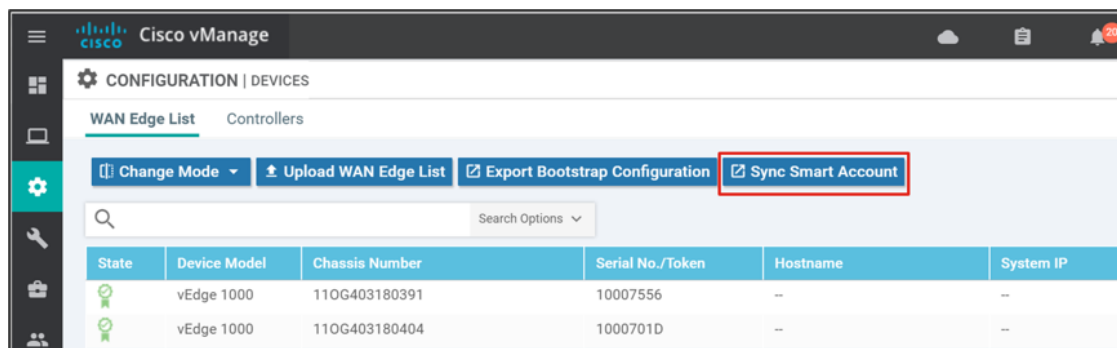 cisco Cisco vManage 20
CONFIGURATION | DEVICES
WAN Edge List Controllers
Change Mode Upload WAN Edge List Export Bootstrap Configuration Sync Smart Account
Search Options
State Device Model Chassis Number Serial No./Token Hostname System IP
vEdge 1000 11OG403180391 10007556 -- --
vEdge 1000 11OG403180404 1000701D -- --